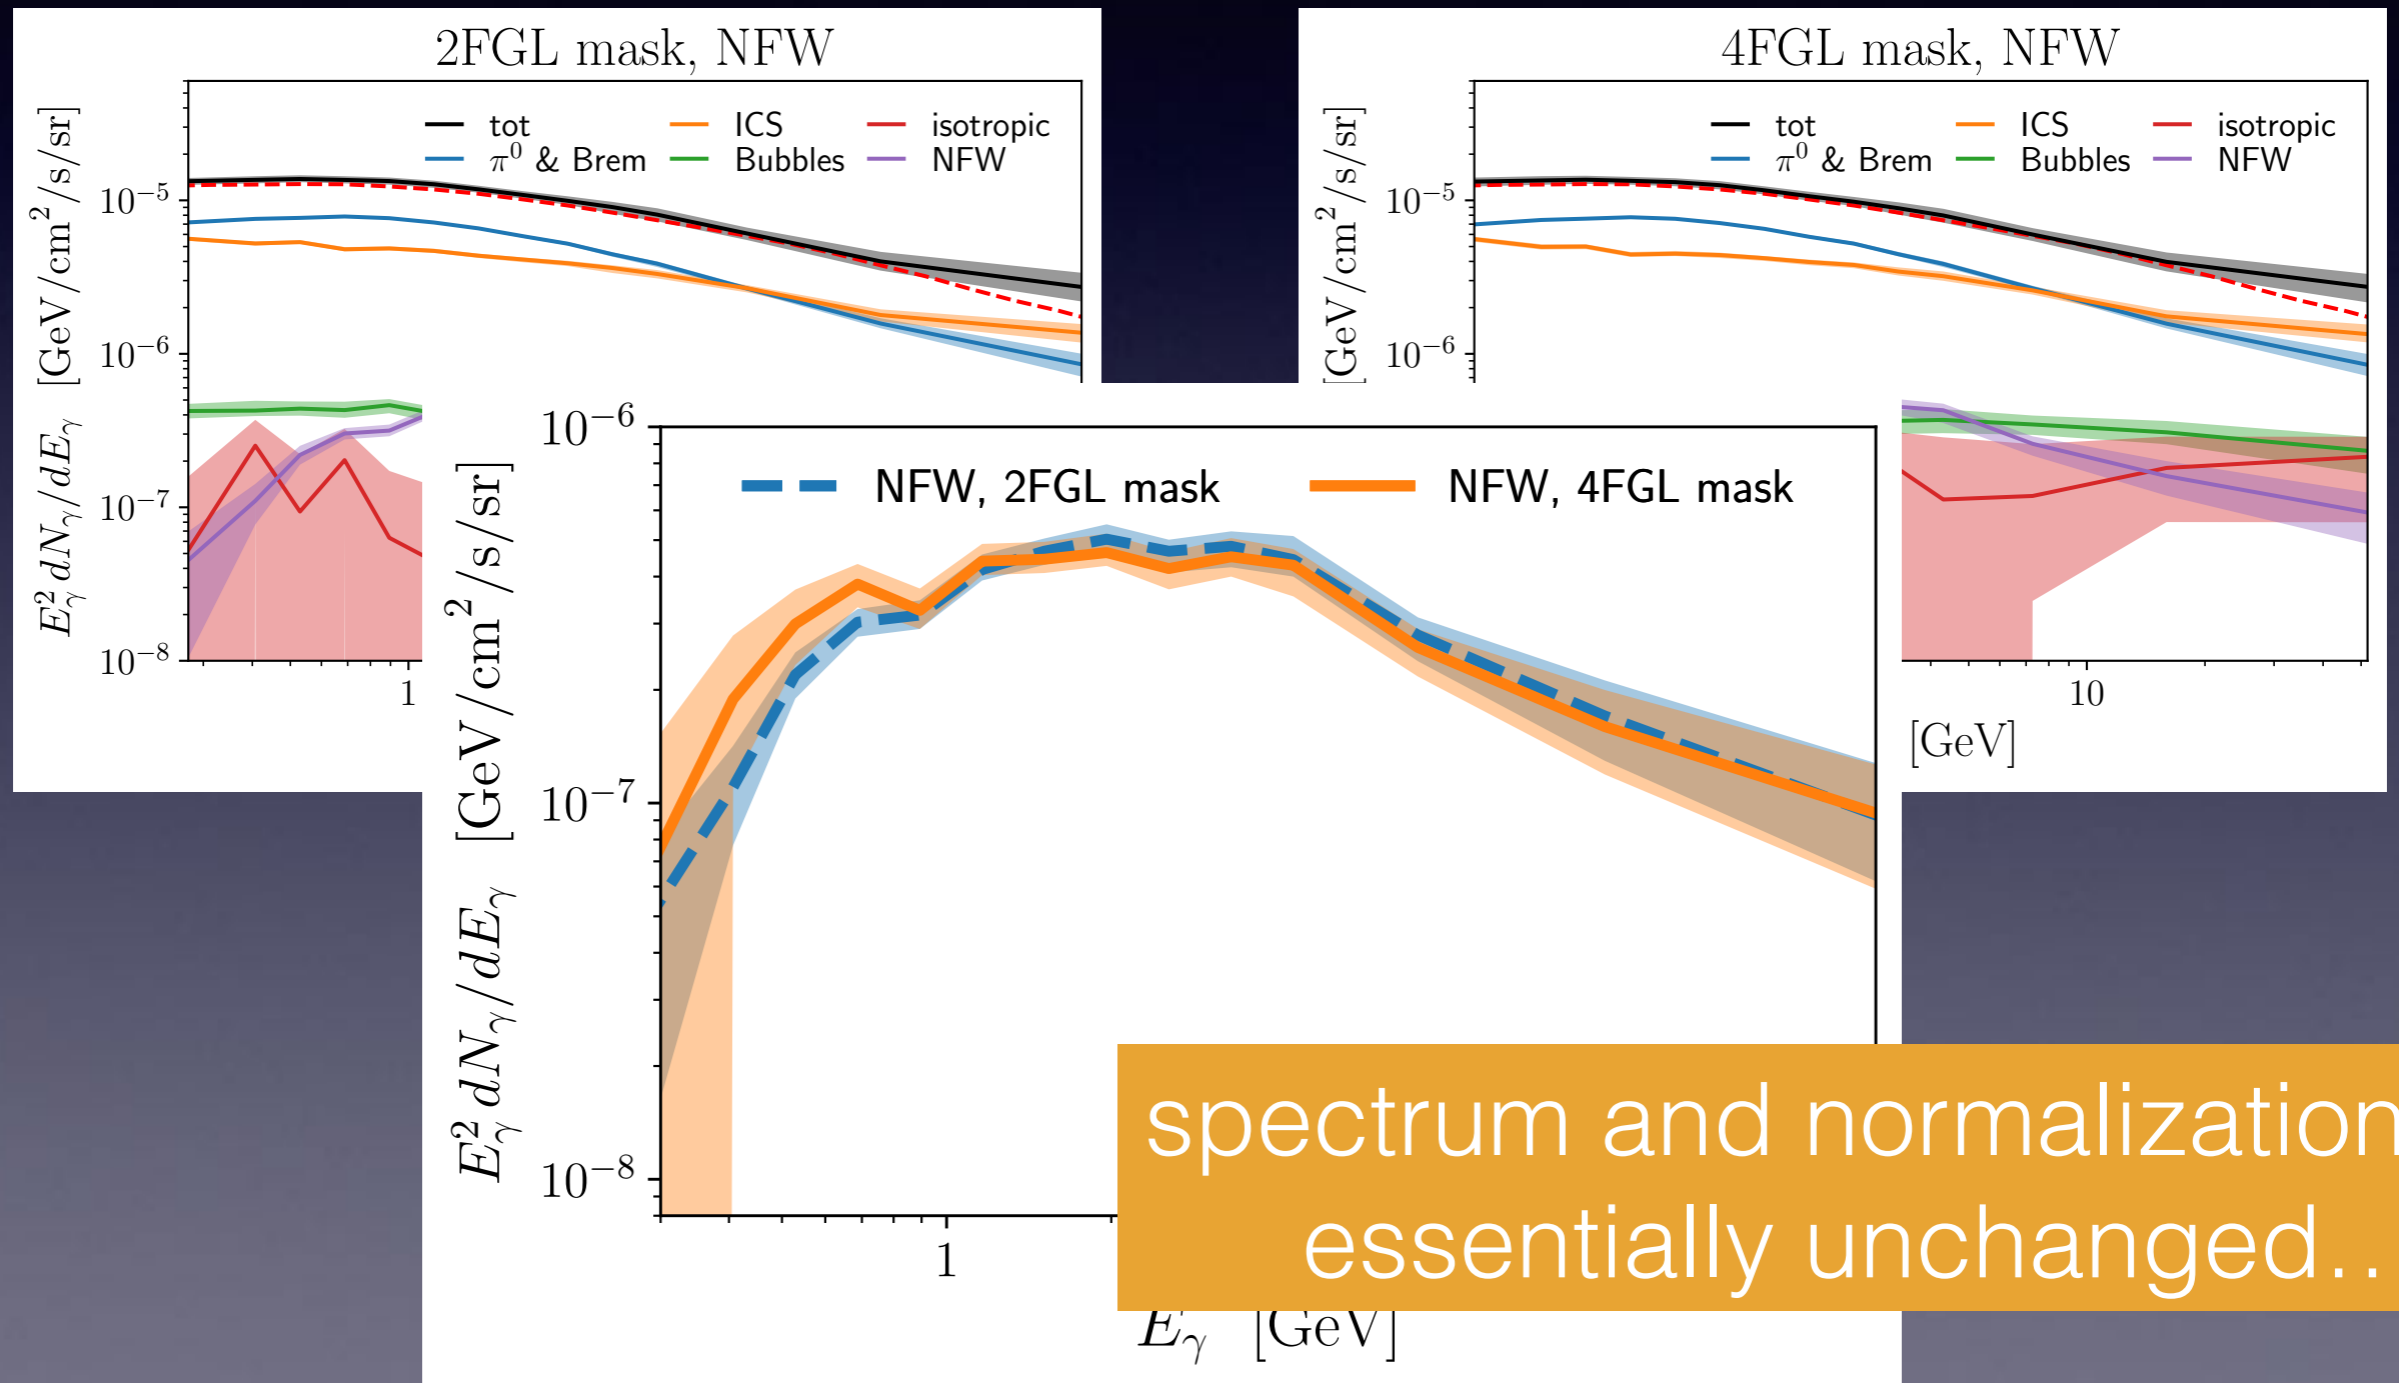 2FGL mask, NFW
tot
ICS
isotropic
π⁰ & Brem
Bubbles
NFW
E²γ dNγ/dEγ [GeV/cm²/s/sr]
10⁻⁵
10⁻⁶
10⁻⁷
10⁻⁸
1
4FGL mask, NFW
tot
ICS
isotropic
π⁰ & Brem
Bubbles
NFW
[GeV/cm²/s/sr]
10⁻⁵
10⁻⁶
10
[GeV]
NFW, 2FGL mask
NFW, 4FGL mask
E²γ dNγ/dEγ [GeV/cm²/s/sr]
10⁻⁶
10⁻⁷
10⁻⁸
1
Eγ [GeV]
spectrum and normalization
essentially unchanged..